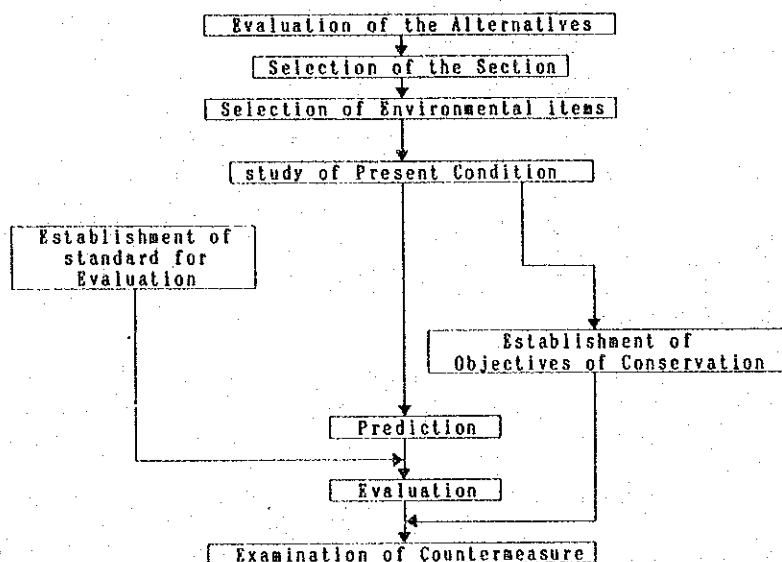 Evaluation of the Alternatives
Selection of the Section
Selection of Environmental items
study of Present Condition
Establishment of
standard for
Evaluation
Establishment of
Objectives of Conservation
Prediction
Evaluation
Examination of Countermeasure